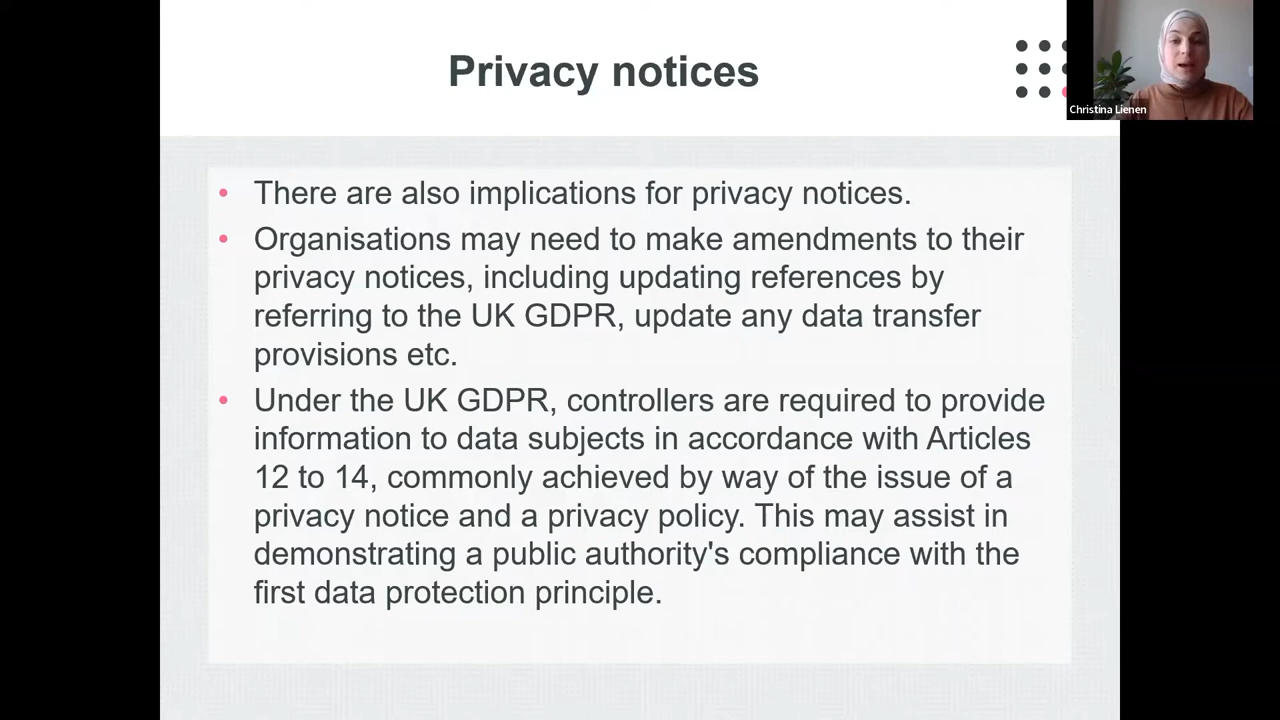 Privacy notices
Christina Lienen
• There are also implications for privacy notices.
• Organisations may need to make amendments to their
privacy notices, including updating references by
referring to the UK GDPR, update any data transfer
provisions etc.
• Under the UK GDPR, controllers are required to provide
information to data subjects in accordance with Articles
12 to 14, commonly achieved by way of the issue of a
privacy notice and a privacy policy. This may assist in
demonstrating a public authority's compliance with the
first data protection principle.